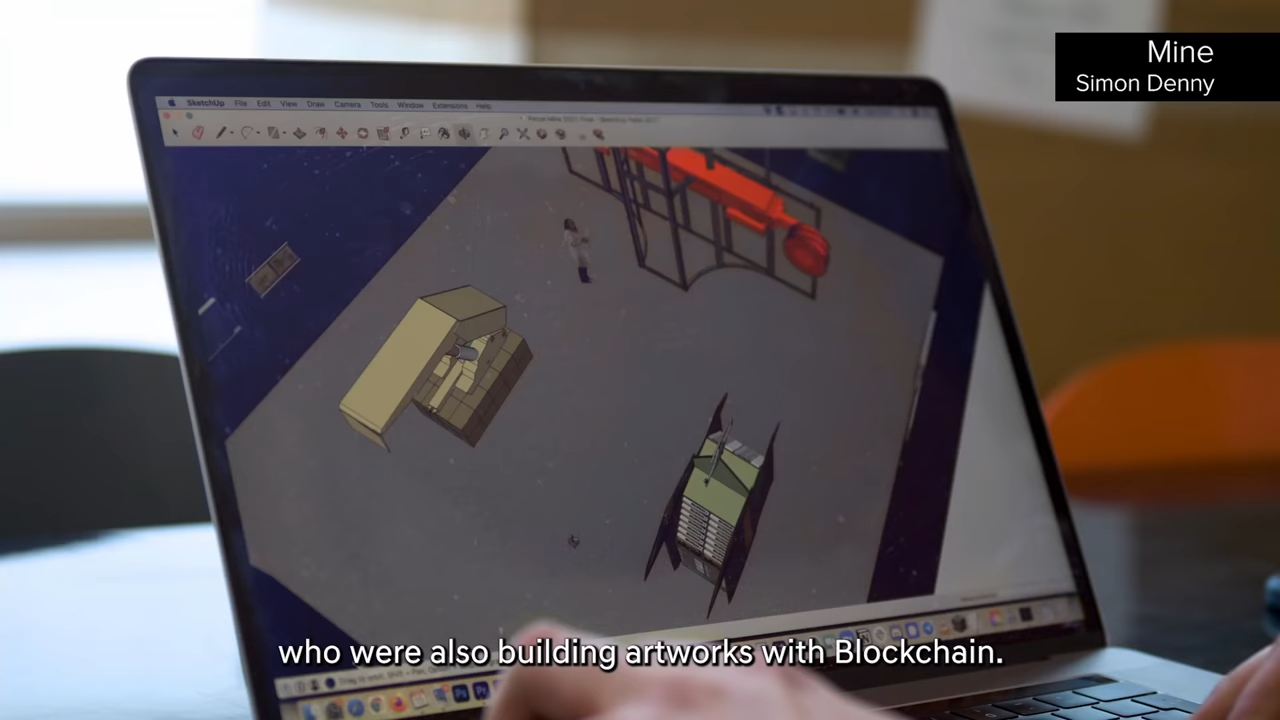 Mine
Simon Denny
SketchUp File Edit View Draw Camera Tools Window Extensions Help
who were also building artworks with Blockchain.